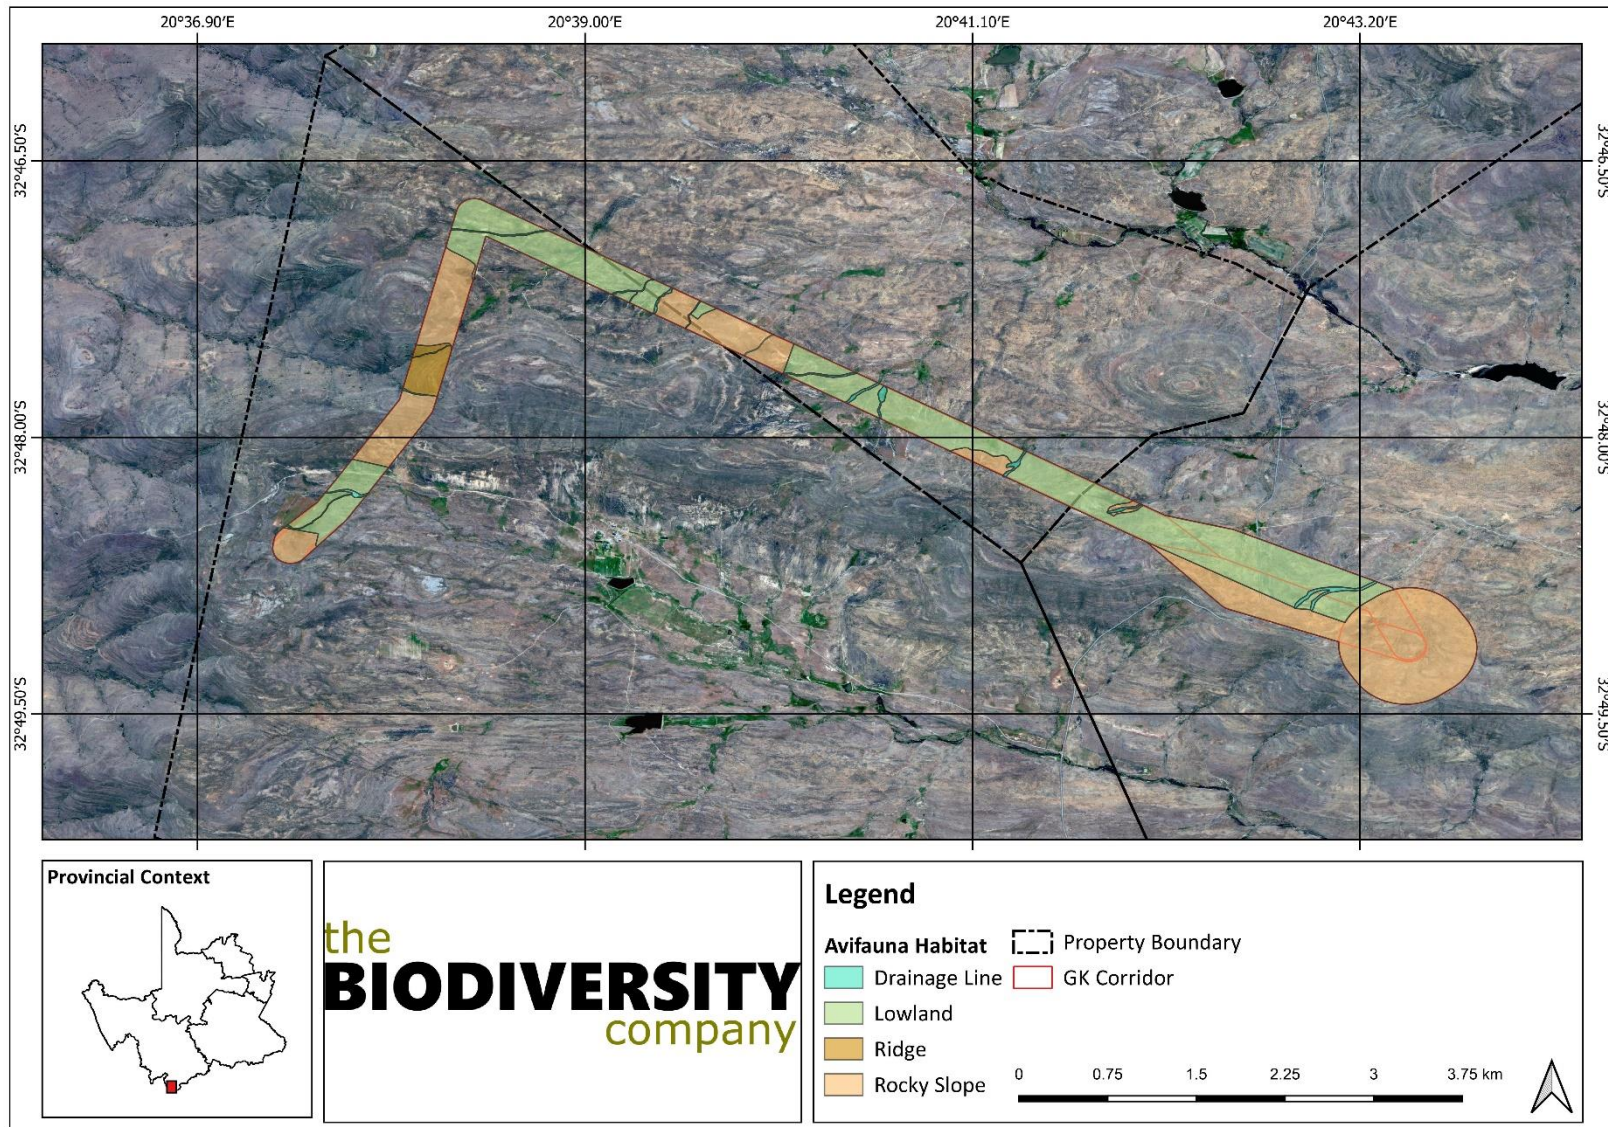 20°36.90′E 20°39.00′E 20°41.10′E 20°43.20′E
32°46.50′S 32°46.50′S
32°48.00′S 32°48.00′S
32°49.50′S 32°49.50′S
Provincial Context
the
BIODIVERSITY
company
Legend
Avifauna Habitat
Drainage Line
Lowland
Ridge
Rocky Slope
Property Boundary
GK Corridor
0 0.75 1.5 2.25 3 3.75 km